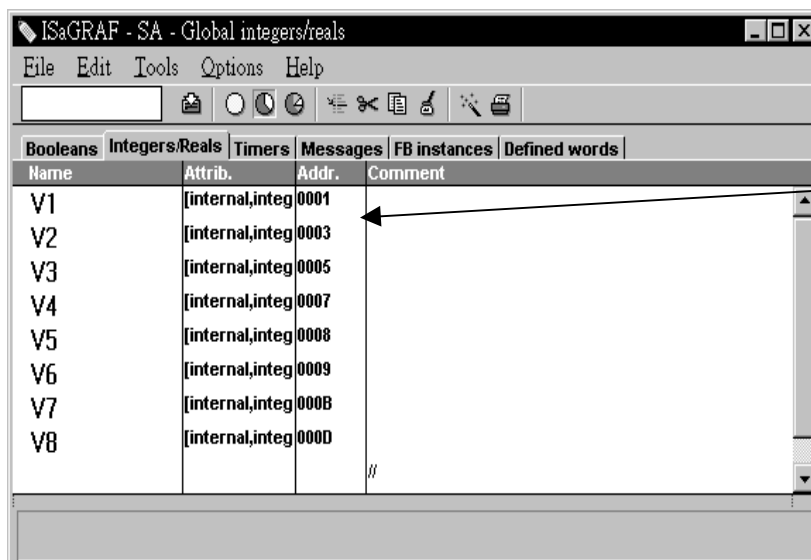 ISaGRAF - SA - Global integers/reals
File Edit Tools Options Help
Booleans Integers/Reals Timers Messages FB instances Defined words
Name Attrib. Addr. Comment
V1 [internal,integ 0001
V2 [internal,integ 0003
V3 [internal,integ 0005
V4 [internal,integ 0007
V5 [internal,integ 0008
V6 [internal,integ 0009
V7 [internal,integ 000B
V8 [internal,integ 000D
//